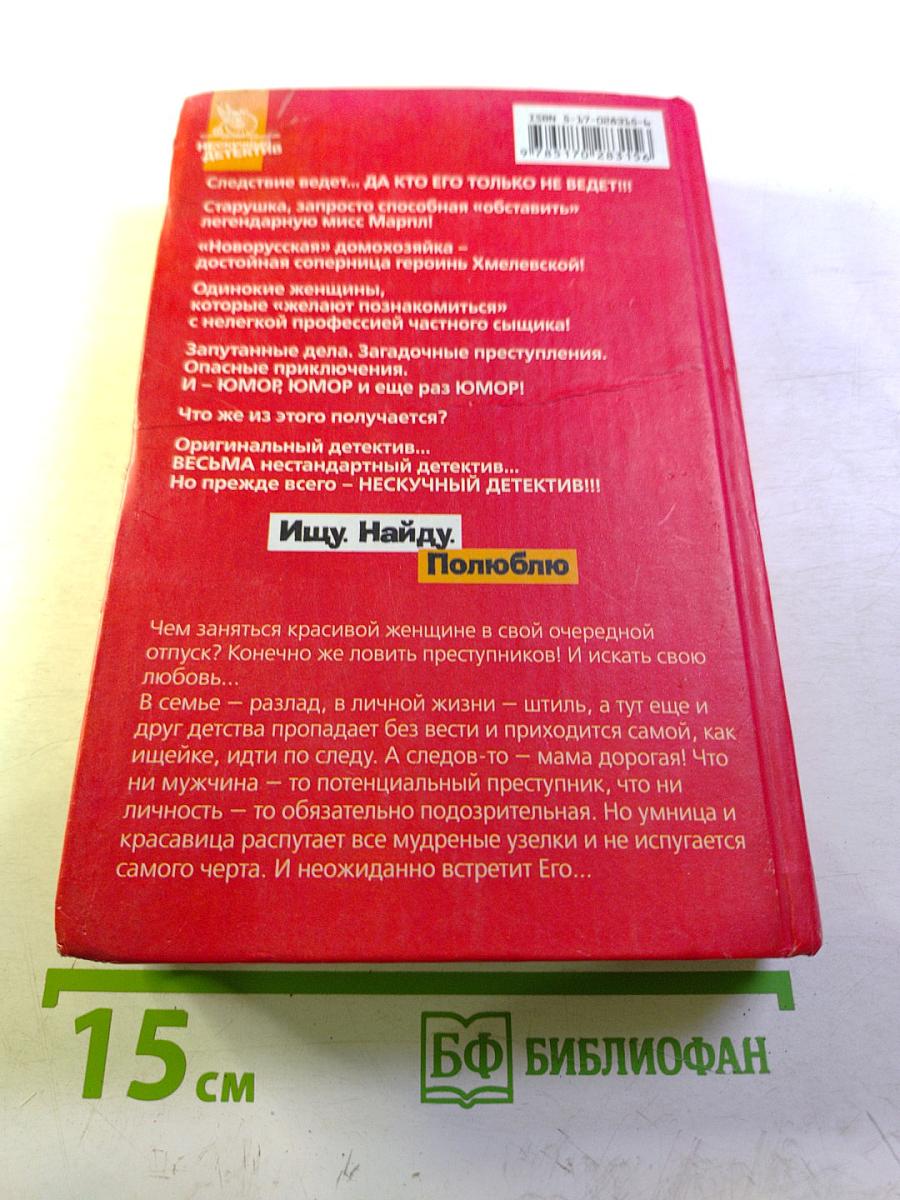 НЕСКУЧНЫЙ
ДЕТЕКТИВ
ISBN 5-17-028315-6
9 785170 283156
Следствие ведет... ДА КТО ЕГО ТОЛЬКО НЕ ВЕДЕТ!!!
Старушка, запросто способная «обставить»
легендарную мисс Марпл!
«Новорусская» домохозяйка –
достойная соперница героинь Хмелевской!
Одинокие женщины,
которые «желают познакомиться»
с нелегкой профессией частного сыщика!
Запутанные дела. Загадочные преступления.
Опасные приключения.
И – ЮМОР, ЮМОР и еще раз ЮМОР!
Что же из этого получается?
Оригинальный детектив...
ВЕСЬМА нестандартный детектив...
Но прежде всего – НЕСКУЧНЫЙ ДЕТЕКТИВ!!!
Ищу. Найду.
Полюблю
Чем заняться красивой женщине в свой очередной
отпуск? Конечно же ловить преступников! И искать свою
любовь...
В семье — разлад, в личной жизни — штиль, а тут еще и
друг детства пропадает без вести и приходится самой, как
ищейке, идти по следу. А следов-то — мама дорогая! Что
ни мужчина — то потенциальный преступник, что ни
личность — то обязательно подозрительная. Но умница и
красавица распутает все мудреные узелки и не испугается
самого черта. И неожиданно встретит Его...
15 см
БФ БИБЛИОФАН